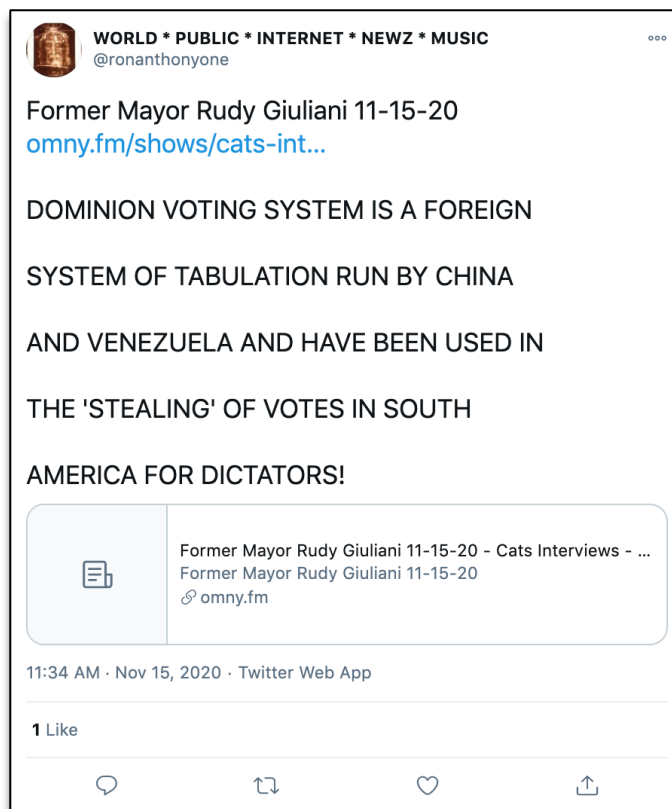 WORLD * PUBLIC * INTERNET * NEWZ * MUSIC
@ronanthonyone
Former Mayor Rudy Giuliani 11-15-20
omny.fm/shows/cats-int...
DOMINION VOTING SYSTEM IS A FOREIGN
SYSTEM OF TABULATION RUN BY CHINA
AND VENEZUELA AND HAVE BEEN USED IN
THE 'STEALING' OF VOTES IN SOUTH
AMERICA FOR DICTATORS!
Former Mayor Rudy Giuliani 11-15-20 - Cats Interviews - ...
Former Mayor Rudy Giuliani 11-15-20
omny.fm
11:34 AM · Nov 15, 2020 · Twitter Web App
1 Like